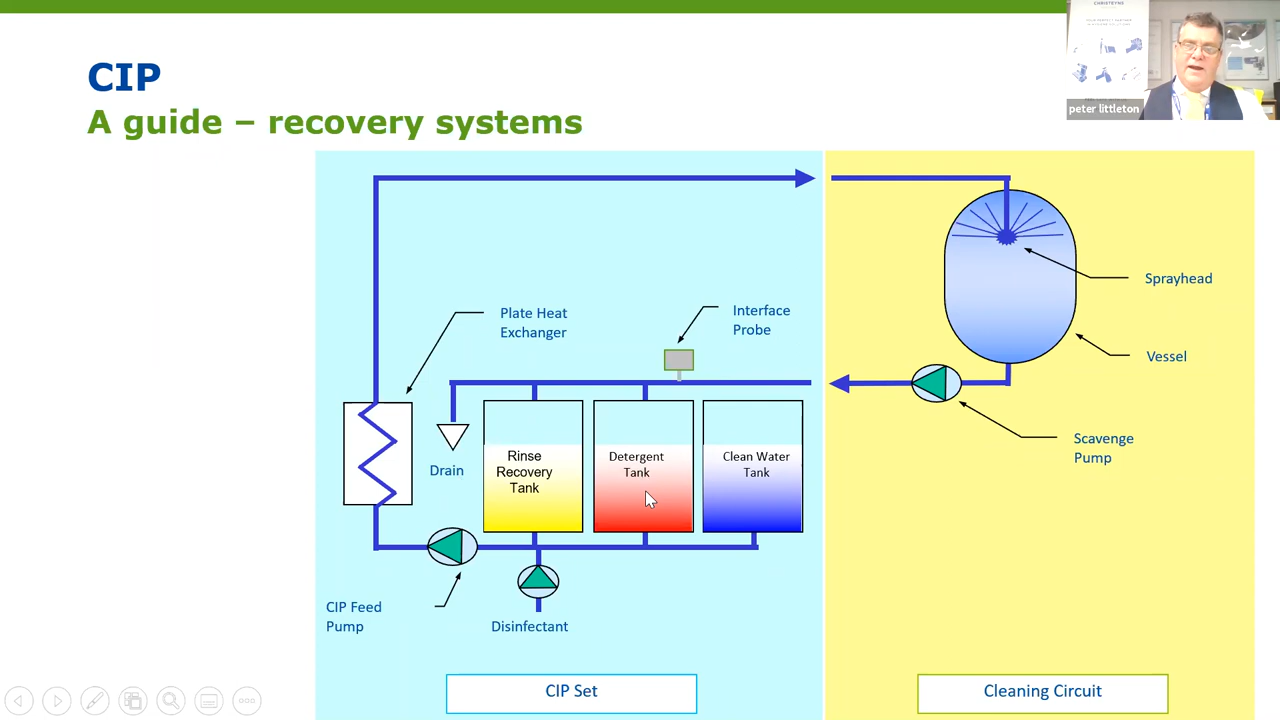 CHRISTEYNS
CIP
A guide – recovery systems
peter littleton
Sprayhead
Plate Heat
Exchanger
Interface
Probe
Vessel
Scavenge
Pump
Drain
Rinse
Recovery
Tank
Detergent
Tank
Clean Water
Tank
CIP Feed
Pump
Disinfectant
CIP Set
Cleaning Circuit